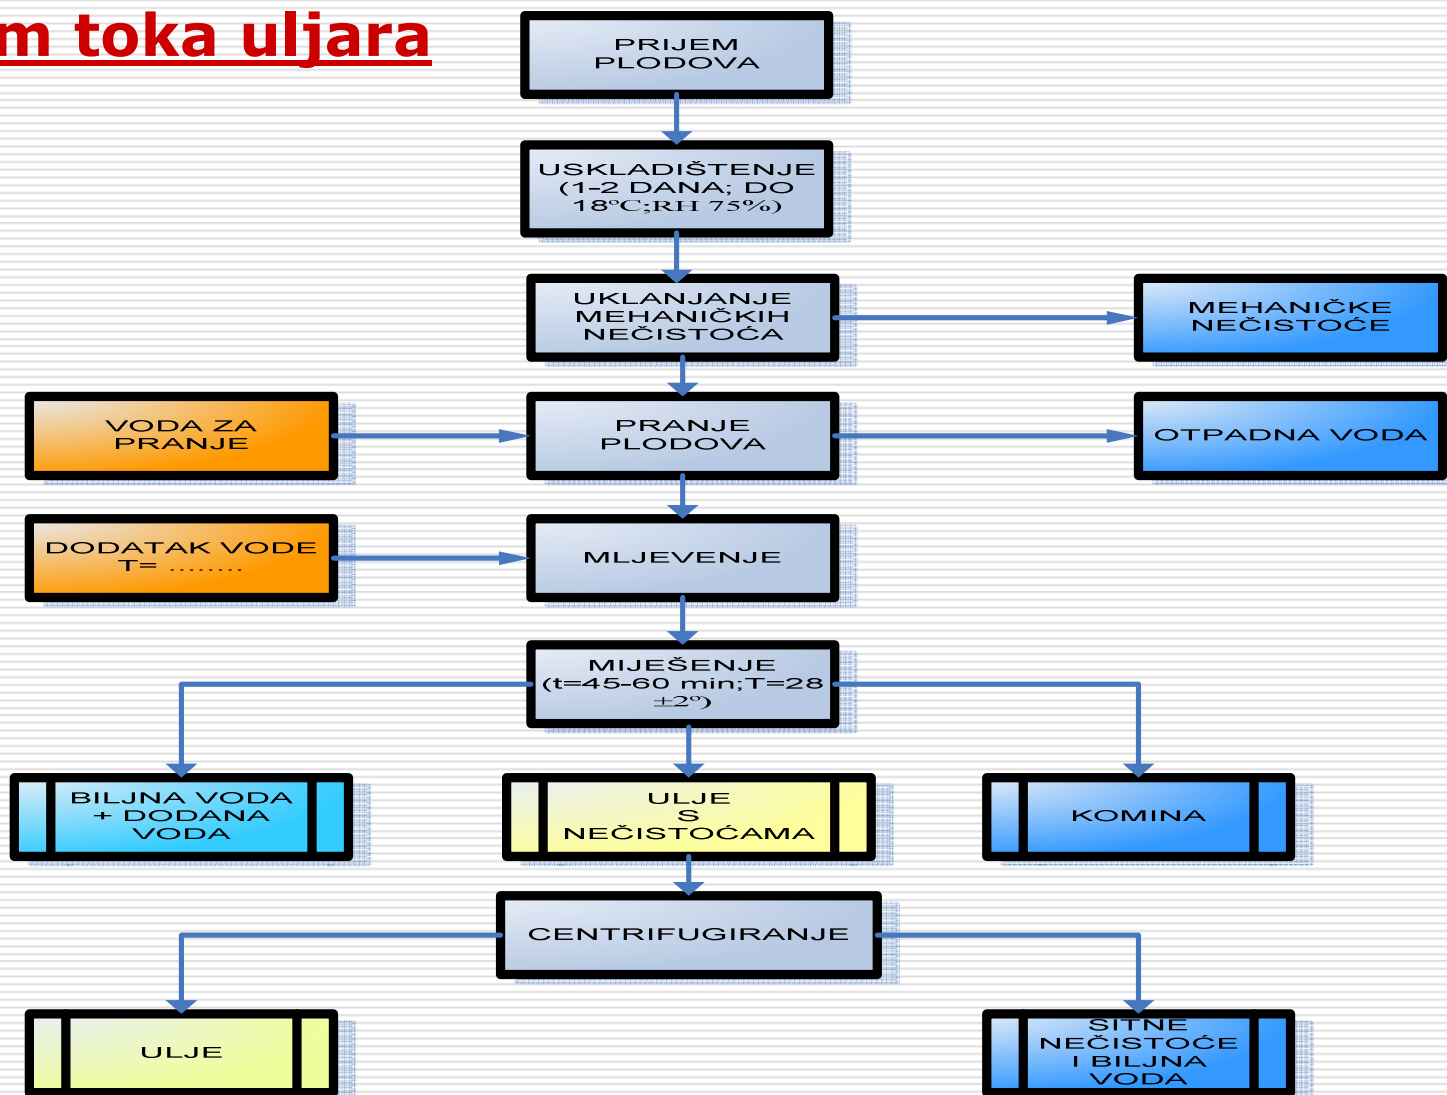 m toka uljara
PRIJEM
PLODOVA
USKLADIŠTENJE
(1-2 DANA; DO
18°C;RH 75%)
UKLANJANJE
MEHANIČKIH
NEČISTOĆA
MEHANIČKE
NEČISTOĆE
VODA ZA
PRANJE
PRANJE
PLODOVA
OTPADNA VODA
DODATAK VODE
T= ........
MLJEVENJE
MIJEŠENJE
(t=45-60 min;T=28
±2°)
BILJNA VODA
+ DODANA
VODA
ULJE
S
NEČISTOĆAMA
KOMINA
CENTRIFUGIRANJE
ULJE
SITNE
NEČISTOĆE
I BILJNA
VODA